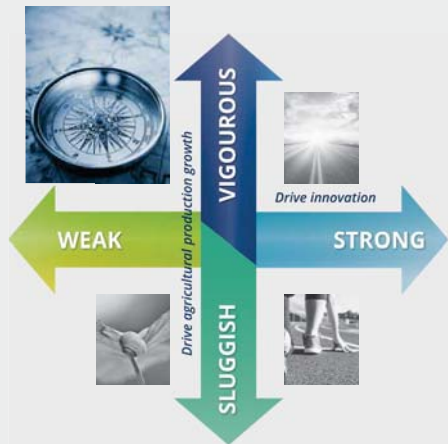 VIGOUROUS
Drive innovation
WEAK
Drive agricultural production growth
STRONG
SLUGGISH